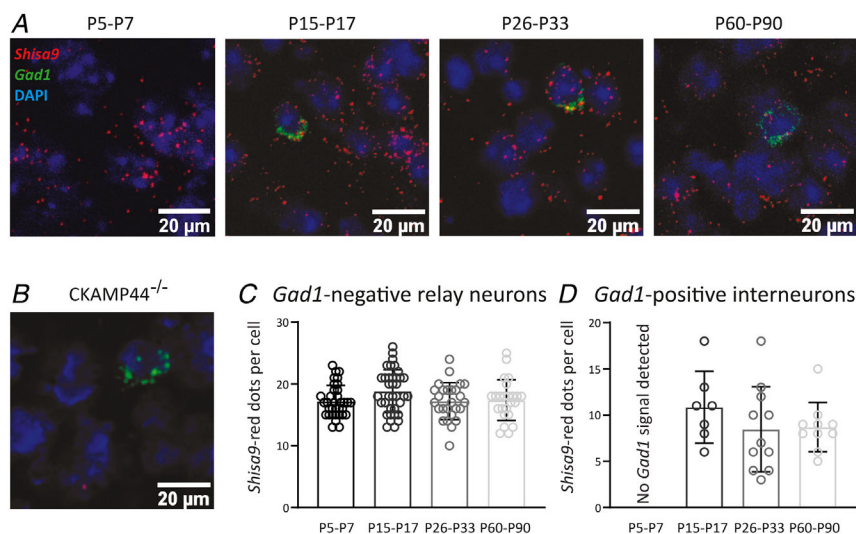 A
P5-P7
P15-P17
P26-P33
P60-P90
Shisa9
Gad1
DAPI
20 µm
20 µm
20 µm
20 µm
B
CKAMP44-/-
20 µm
C
Gad1-negative relay neurons
Shisa9-red dots per cell
30
20
10
0
P5-P7
P15-P17
P26-P33
P60-P90
D
Gad1-positive interneurons
Shisa9-red dots per cell
20
15
10
5
0
No Gad1 signal detected
P5-P7
P15-P17
P26-P33
P60-P90